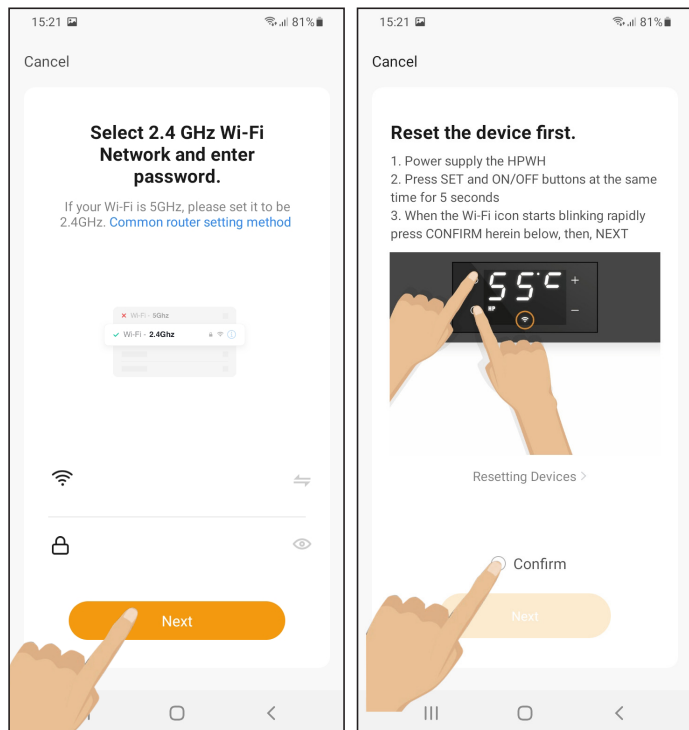 15:21
81%
Cancel
Select 2.4 GHz Wi-Fi
Network and enter
password.
If your Wi-Fi is 5GHz, please set it to be
2.4GHz. Common router setting method
Wi-Fi - 5Ghz
Wi-Fi - 2.4Ghz
Next
15:21
81%
Cancel
Reset the device first.
1. Power supply the HPWH
2. Press SET and ON/OFF buttons at the same
time for 5 seconds
3. When the Wi-Fi icon starts blinking rapidly
press CONFIRM herein below, then, NEXT
55°C
HP
Resetting Devices >
Confirm
Next